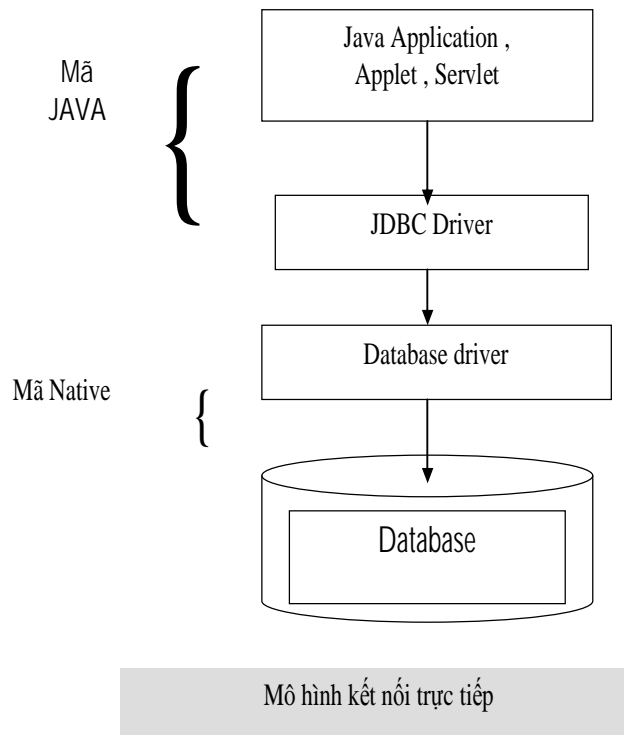 Java Application ,
Applet , Servlet
Mã
JAVA
JDBC Driver
Database driver
Mã Native
Database
Mô hình kết nối trực tiếp